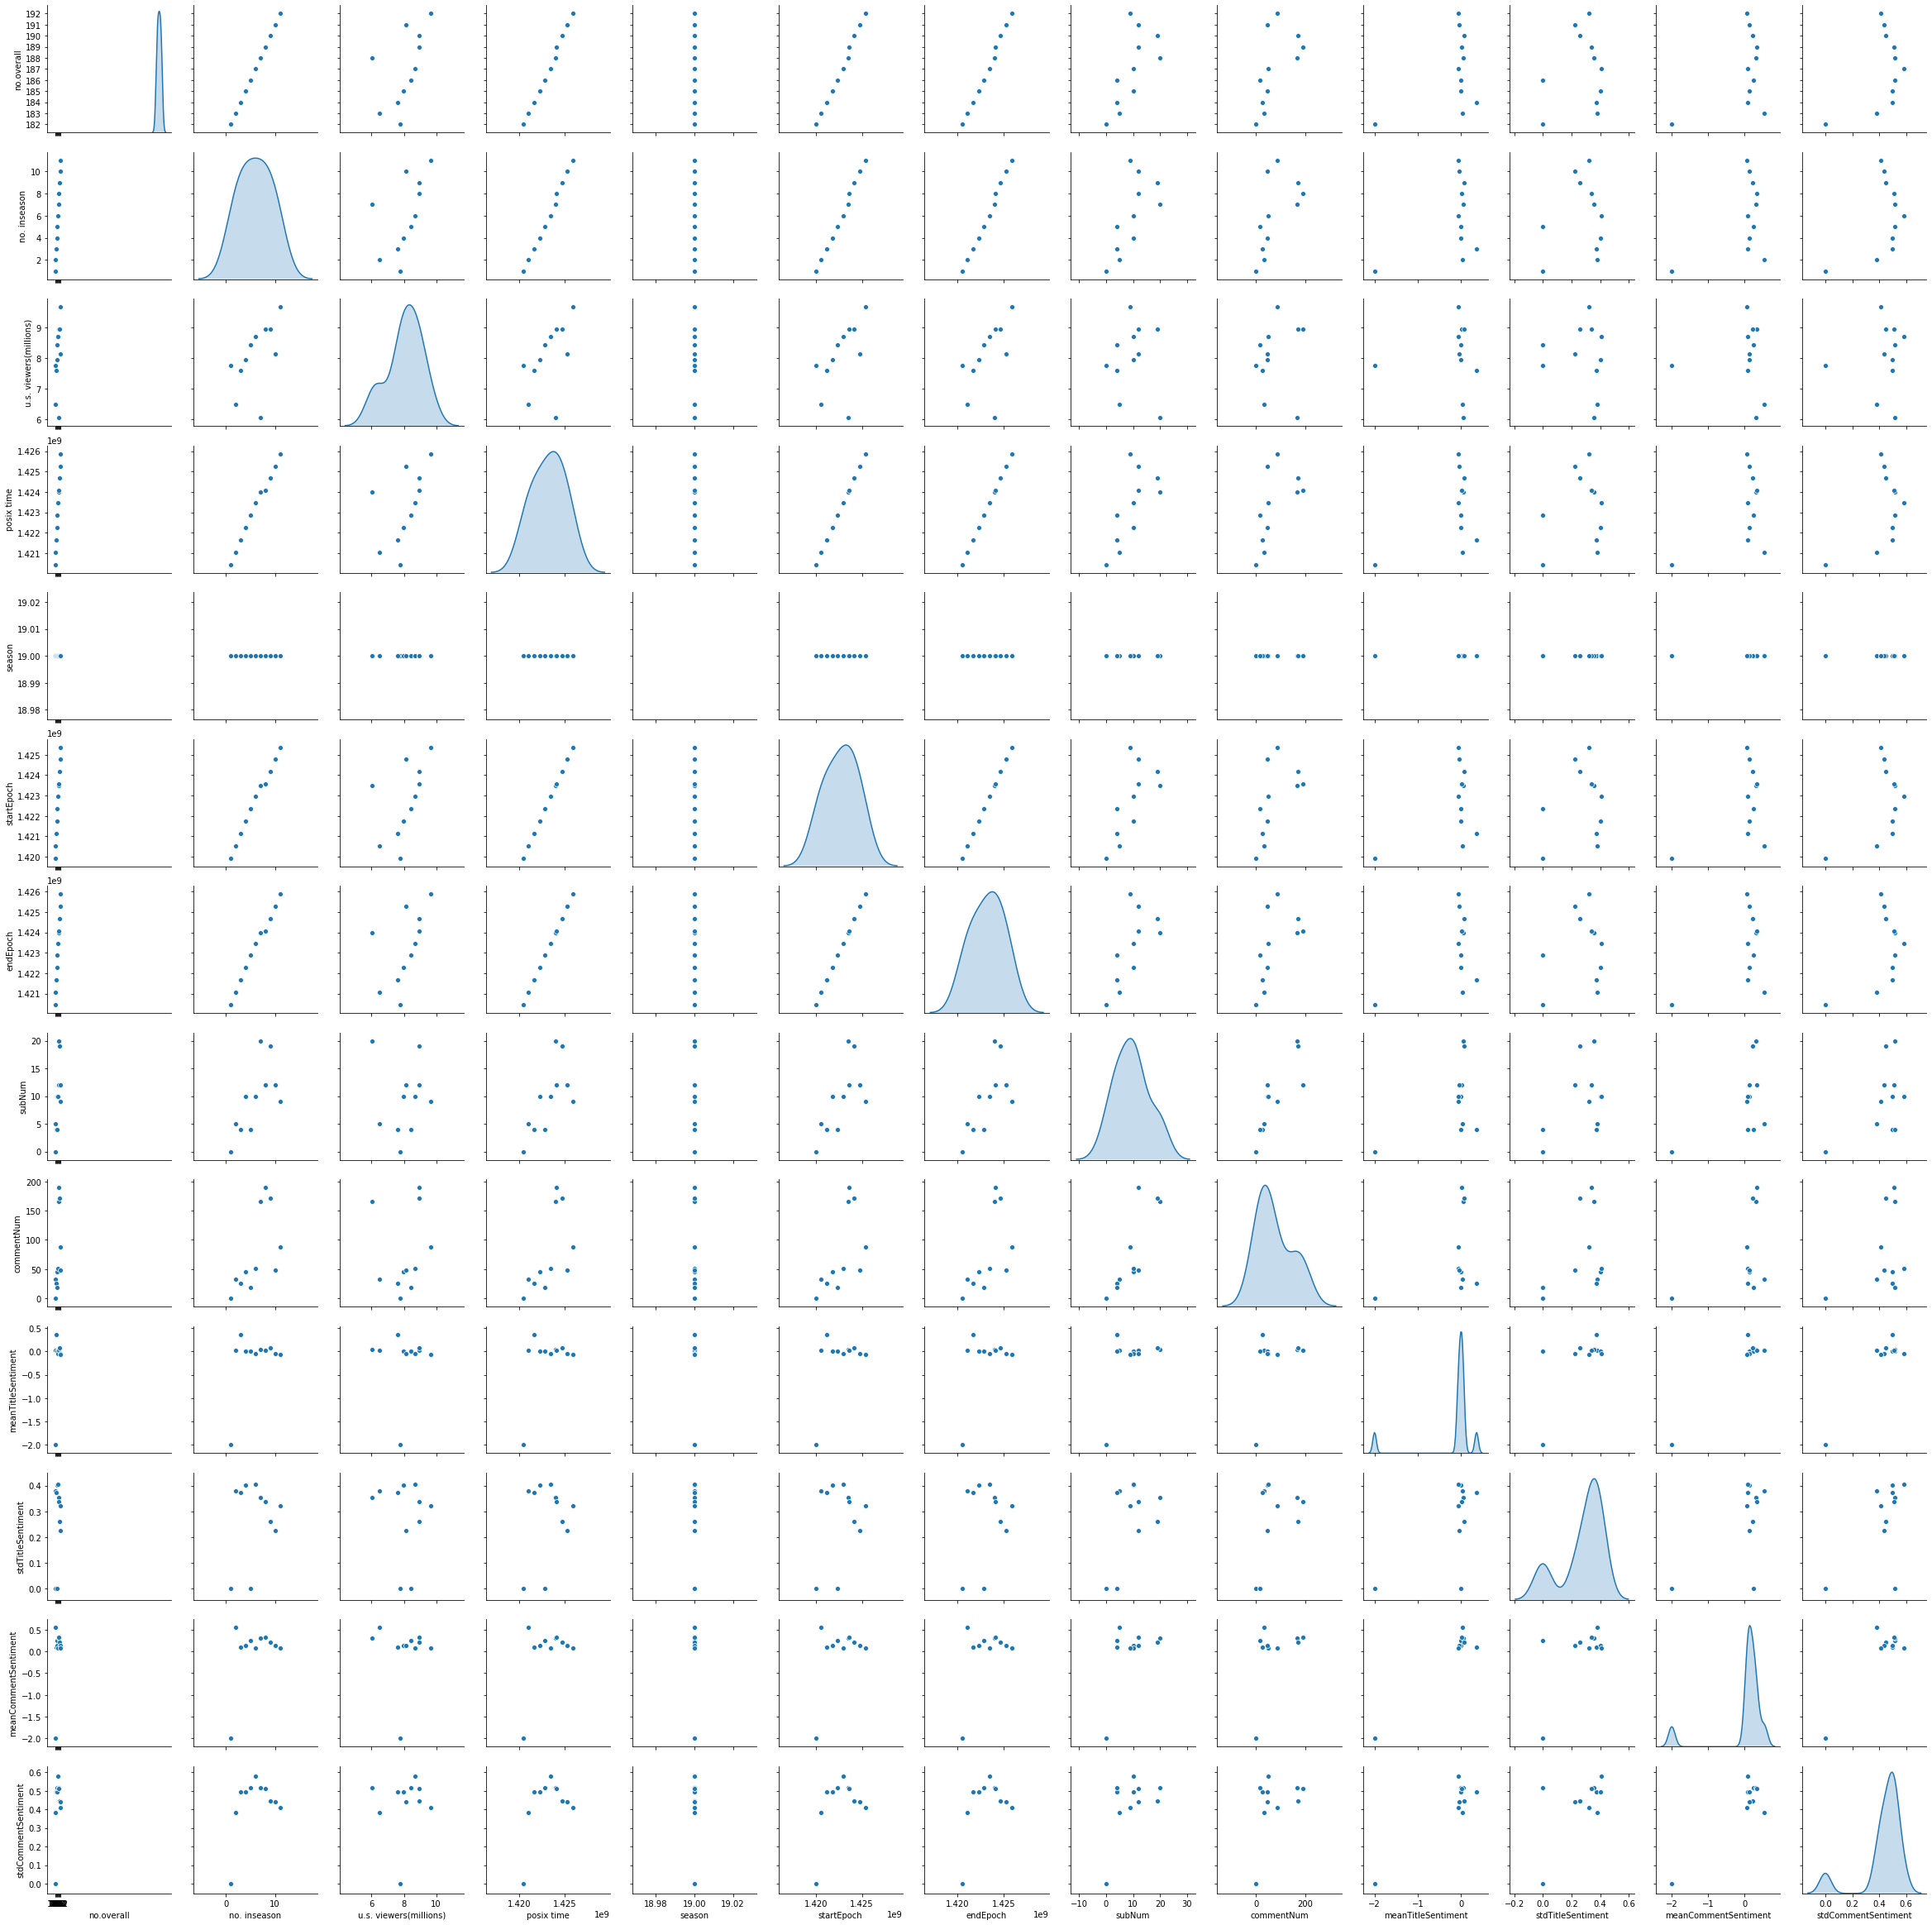 192
191
190
189
188
187
186
185
184
183
182
no.overall
10
8
6
4
2
no. inseason
9
8
7
6
u.s. viewers(millions)
1e9
1.426
1.425
1.424
1.423
1.422
1.421
posix time
19.02
19.01
19.00
18.99
18.98
season
1e9
1.425
1.424
1.423
1.422
1.421
1.420
startEpoch
1e9
1.426
1.425
1.424
1.423
1.422
1.421
endEpoch
20
15
10
5
0
subNum
200
150
100
50
0
commentNum
0.5
0.0
−0.5
−1.0
−1.5
−2.0
meanTitleSentiment
0.4
0.3
0.2
0.1
0.0
stdTitleSentiment
0.5
0.0
−0.5
−1.0
−1.5
−2.0
meanCommentSentiment
0.6
0.5
0.4
0.3
0.2
0.1
0.0
stdCommentSentiment
0 10
6 8 10
1.420 1.425
1e9
18.98 19.00 19.02
1.420 1.425
1e9
1.420 1.425
1e9
−10 0 10 20 30
0 200
−2 −1 0
−0.2 0.0 0.2 0.4 0.6
−2 −1 0
0.0 0.2 0.4 0.6
no.overall
no. inseason
u.s. viewers(millions)
posix time
season
startEpoch
endEpoch
subNum
commentNum
meanTitleSentiment
stdTitleSentiment
meanCommentSentiment
stdCommentSentiment